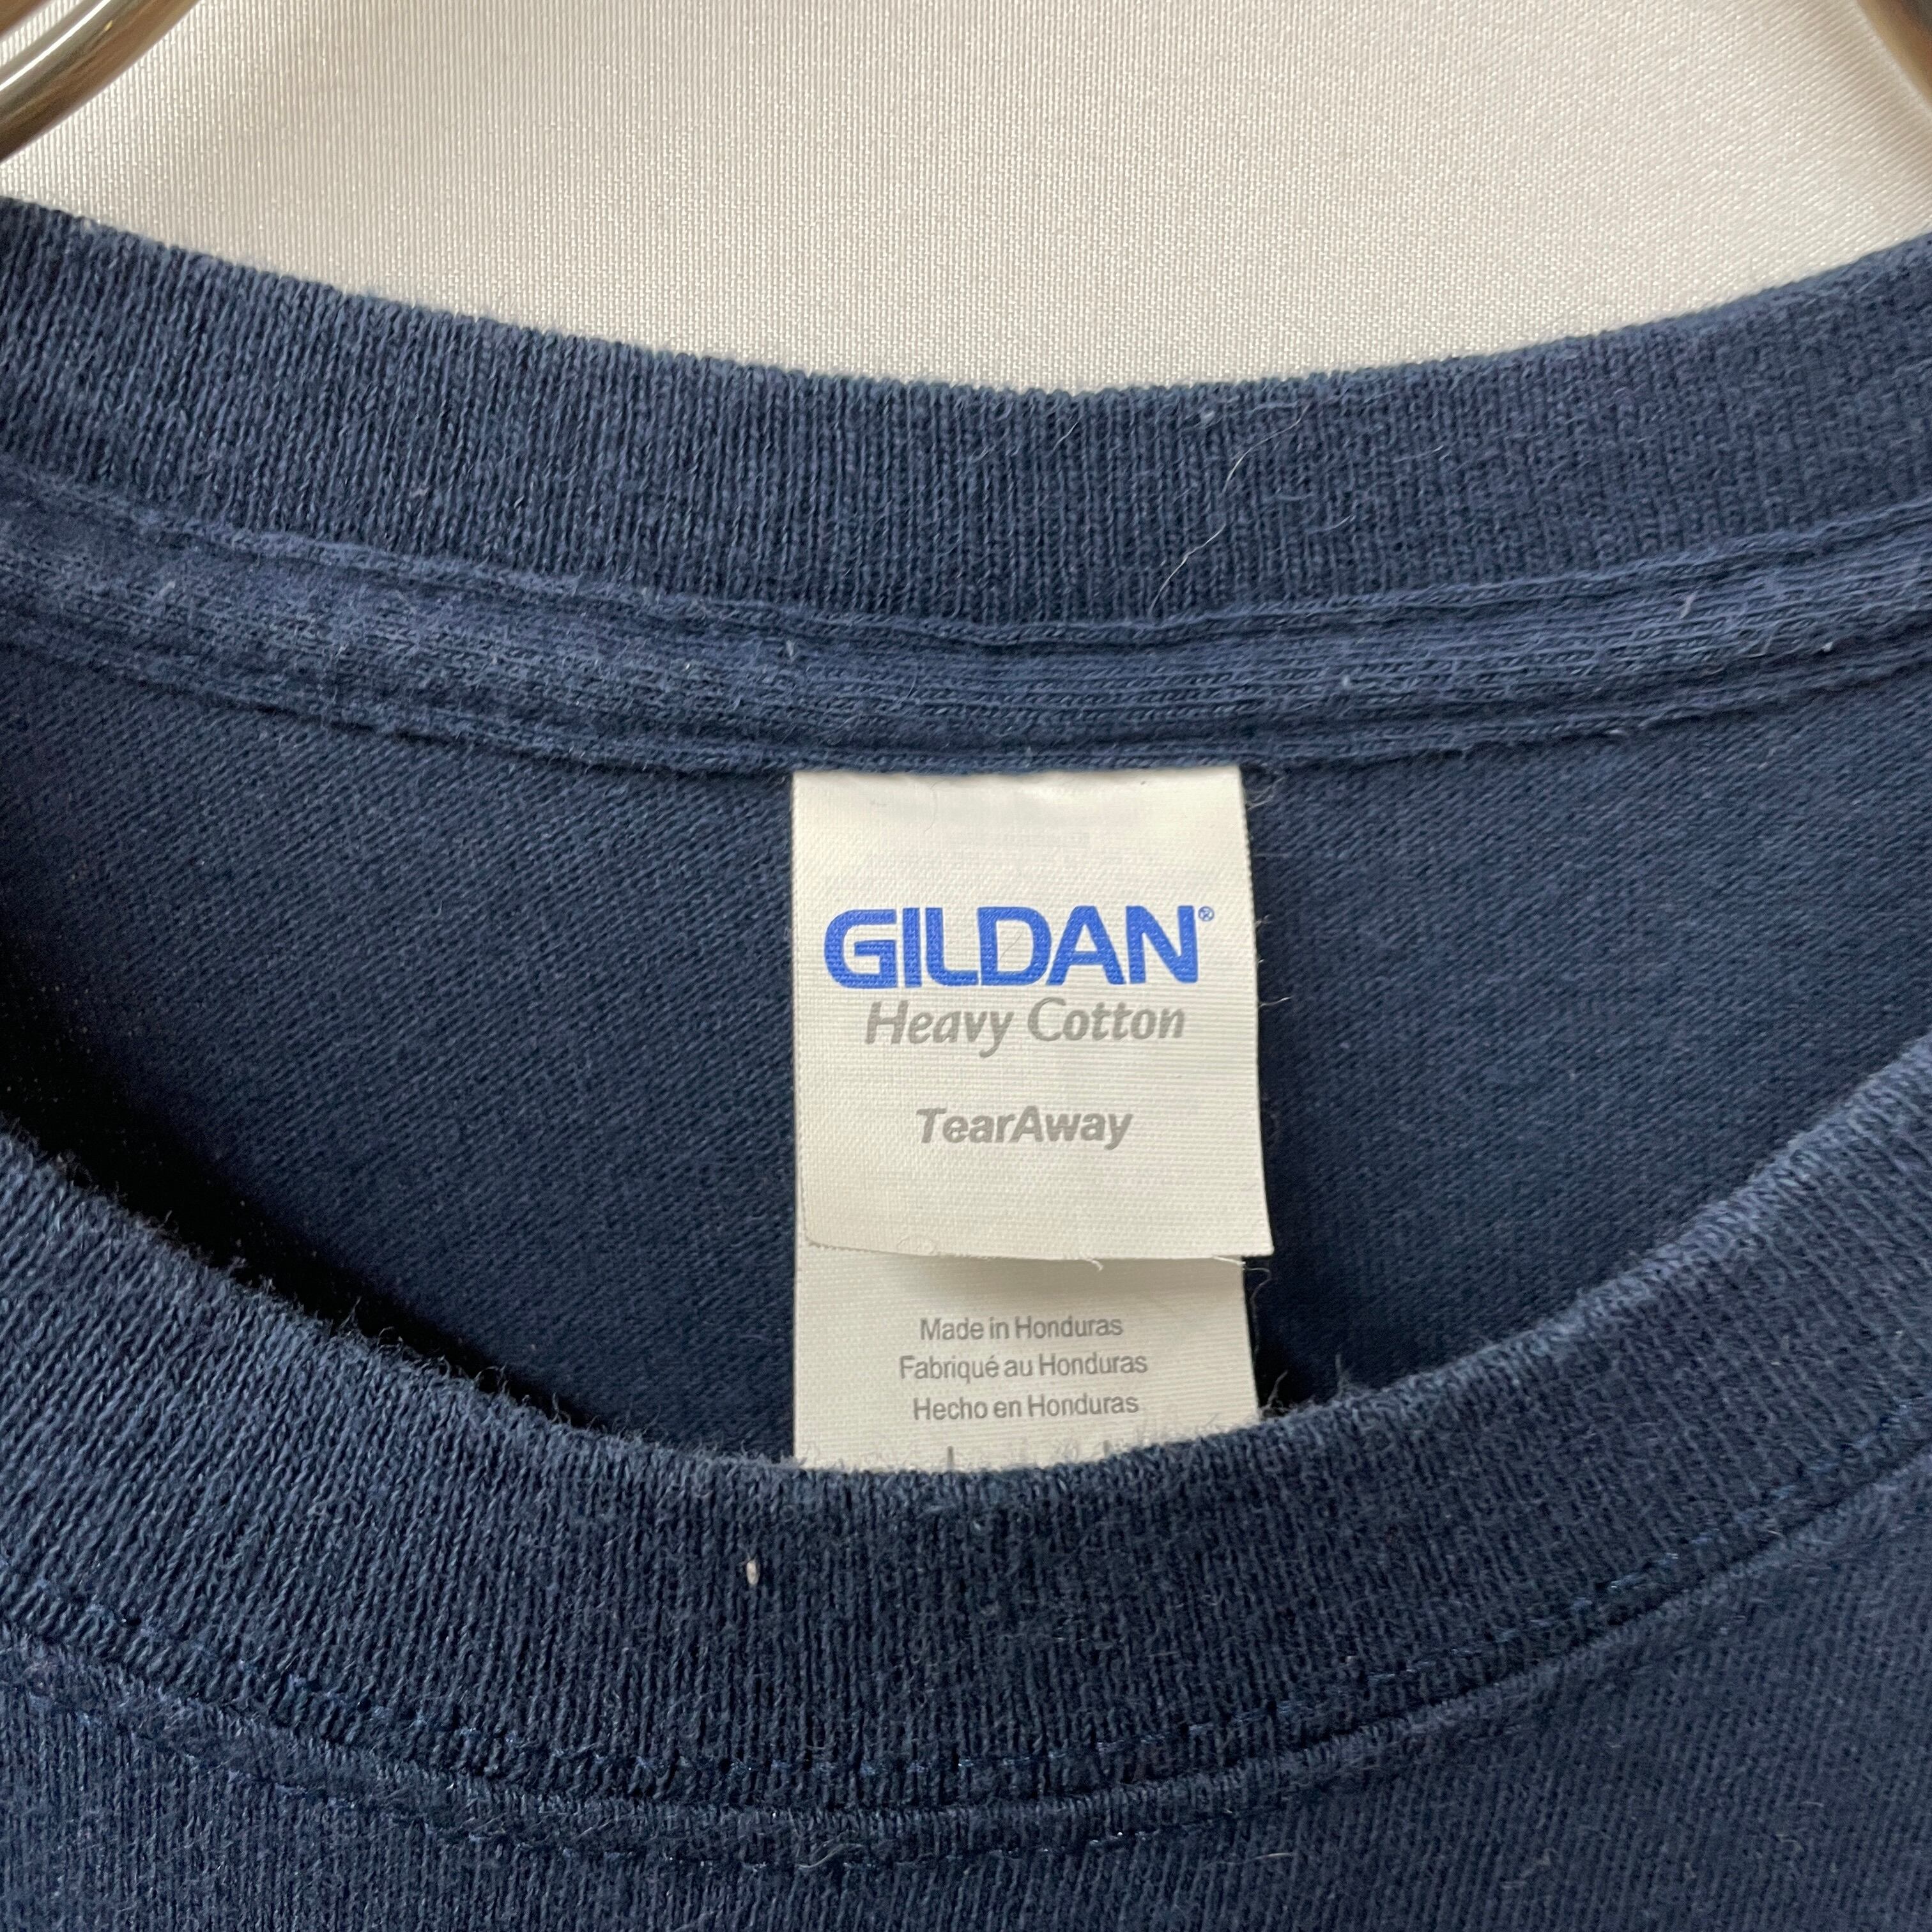 GILDAN®
Heavy Cotton
TearAway
Made in Honduras
Fabriqué au Honduras
Hecho en Honduras